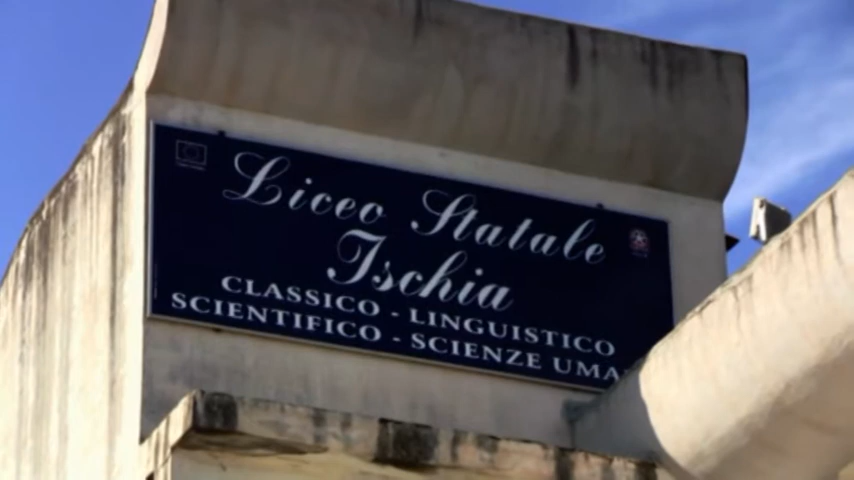 Liceo Statale
Ischia
CLASSICO - LINGUISTICO
SCIENTIFICO - SCIENZE UMA